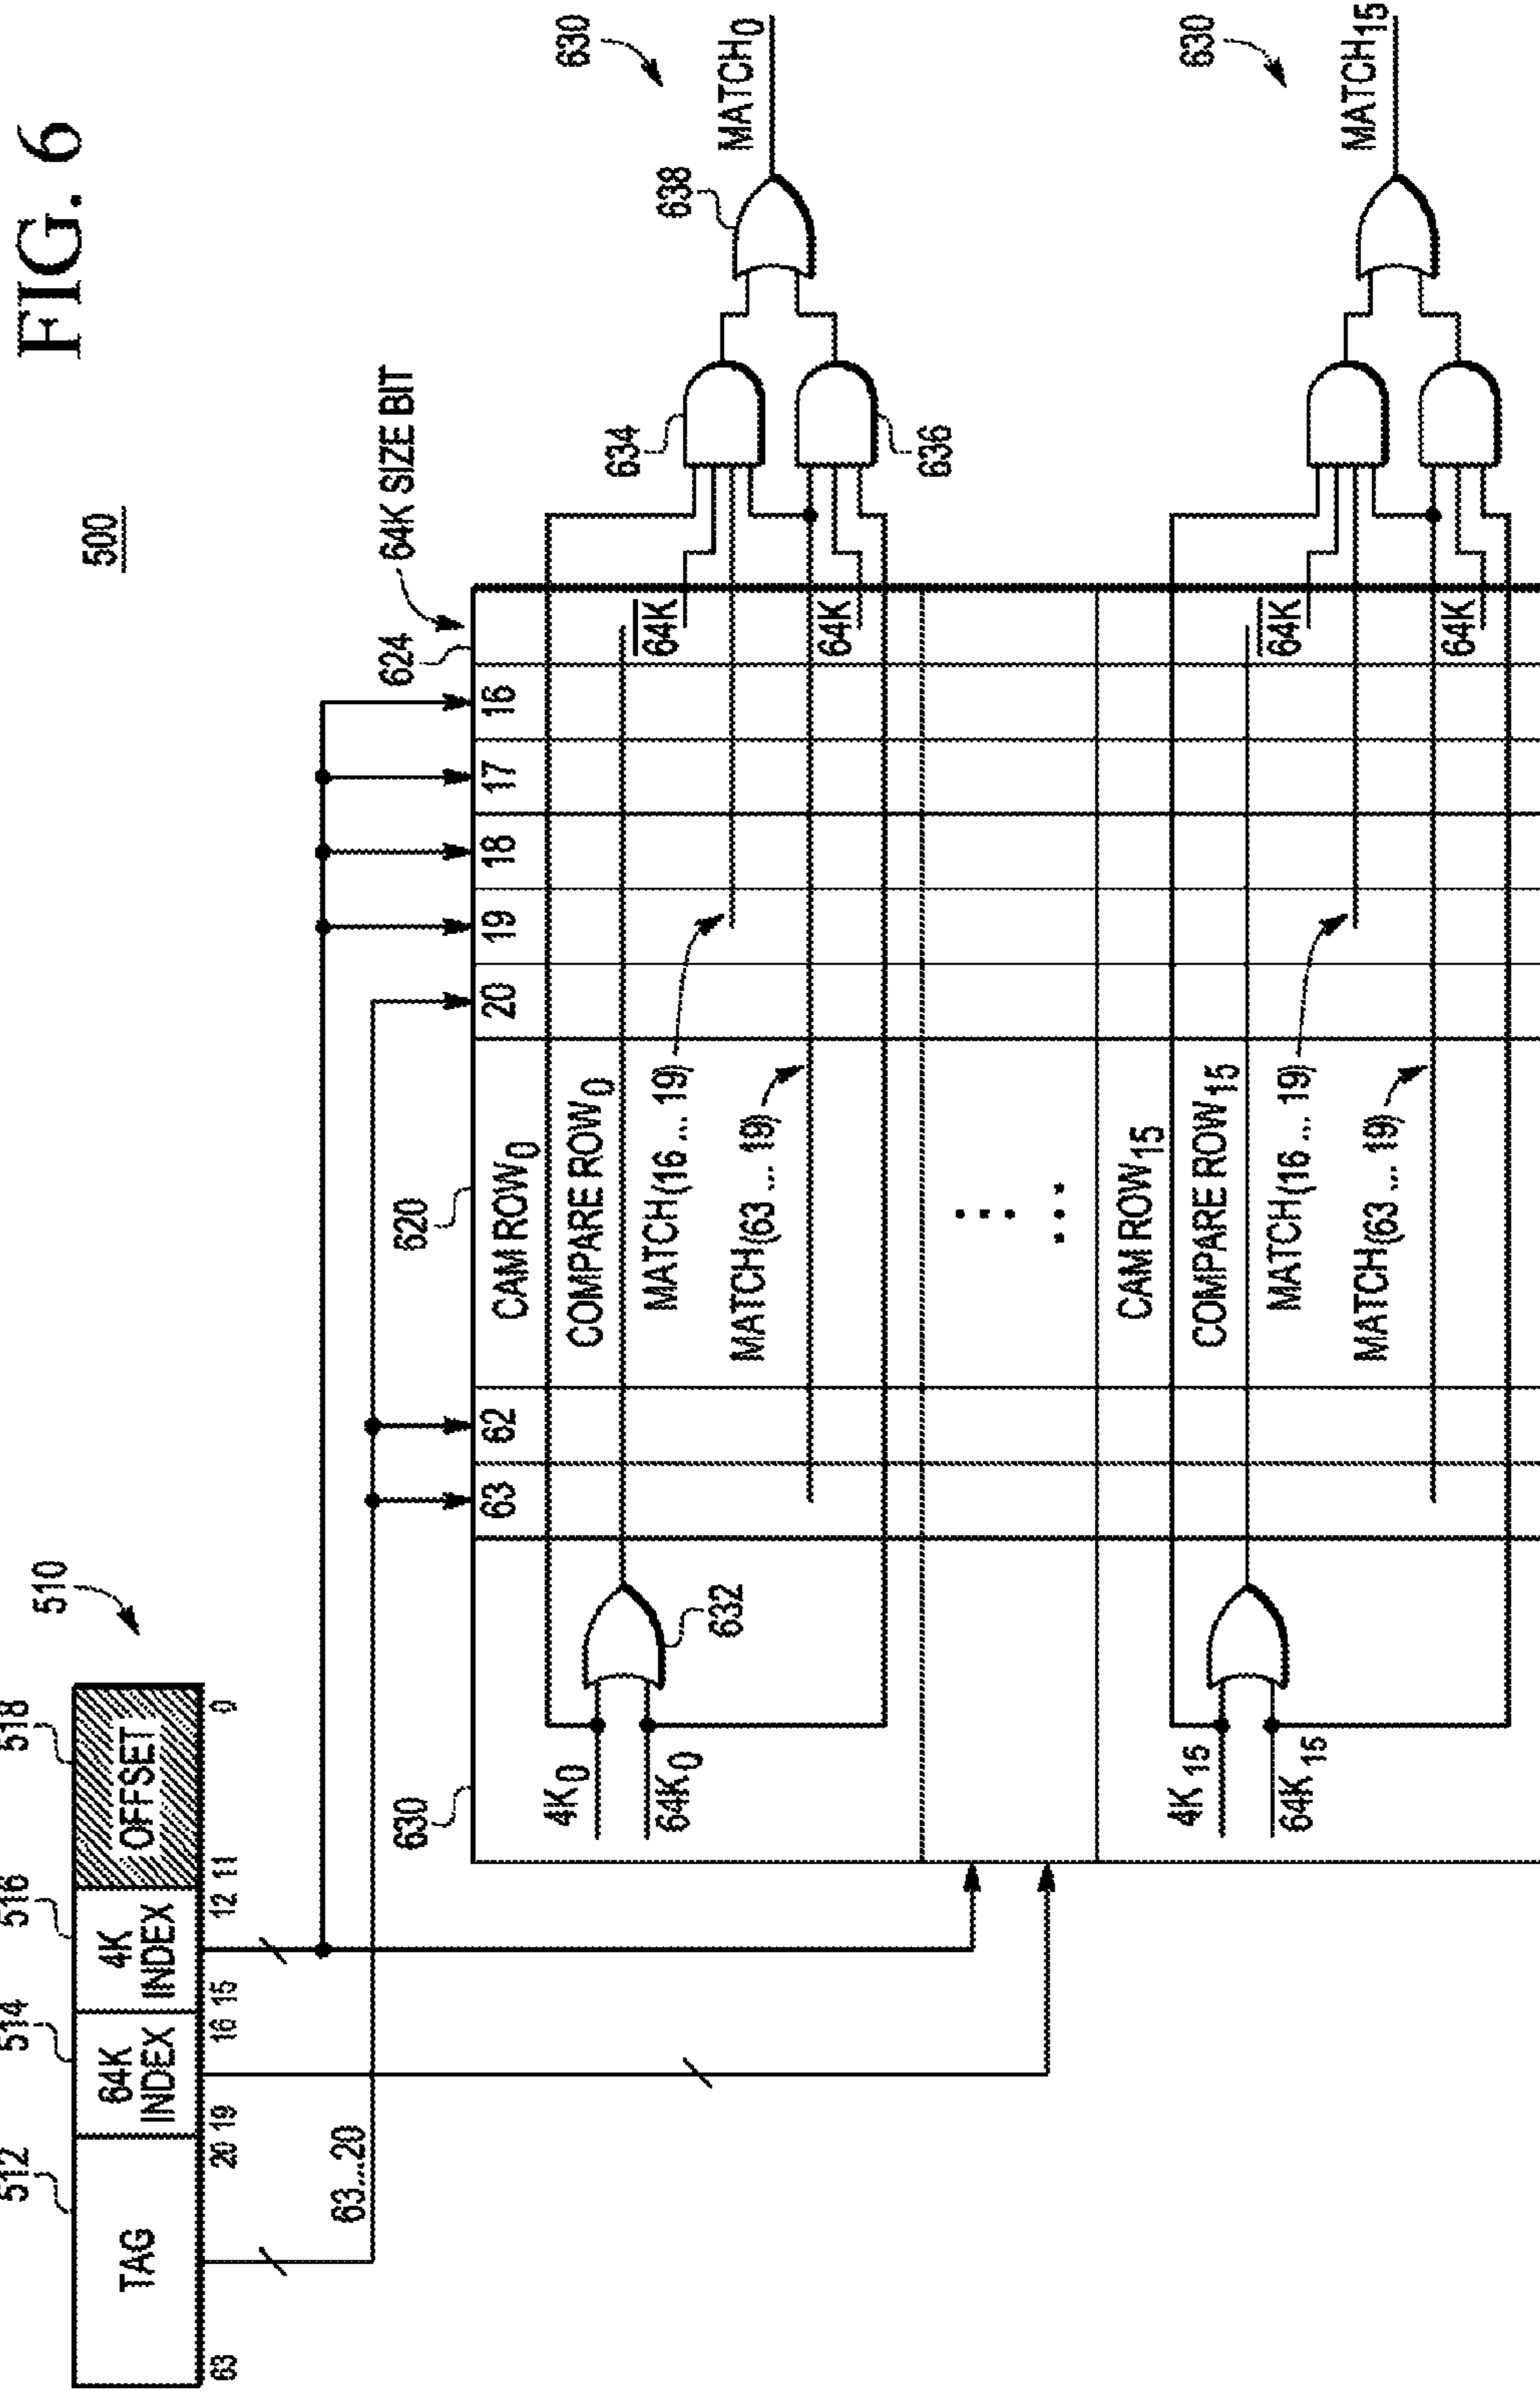 FIG. 6
500
510
512
514
516
518
TAG
64K
INDEX
4K
INDEX
OFFSET
63
20
19
16
15
12
11
0
63...20
630
620
624
64K SIZE BIT
63
62
20
19
18
17
16
CAM ROW0
COMPARE ROW0
MATCH(16 ... 19)
MATCH(63 ... 19)
4K0
64K0
632
64K
64K
634
636
638
MATCH0
630
CAM ROW15
COMPARE ROW15
MATCH(16 ... 19)
MATCH(63 ... 19)
4K15
64K15
64K
64K
MATCH15
630